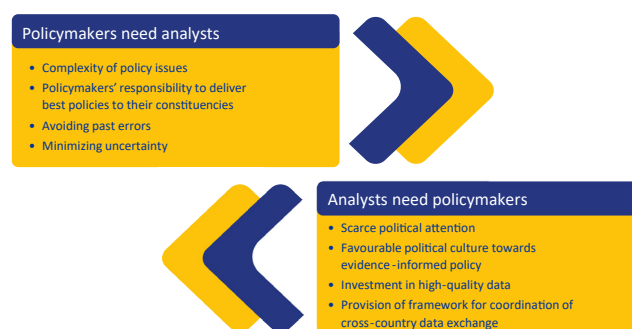 Policymakers need analysts
• Complexity of policy issues
• Policymakers' responsibility to deliver
best policies to their constituencies
• Avoiding past errors
• Minimizing uncertainty
Analysts need policymakers
• Scarce political attention
• Favourable political culture towards
evidence-informed policy
• Investment in high-quality data
• Provision of framework for coordination of
cross-country data exchange